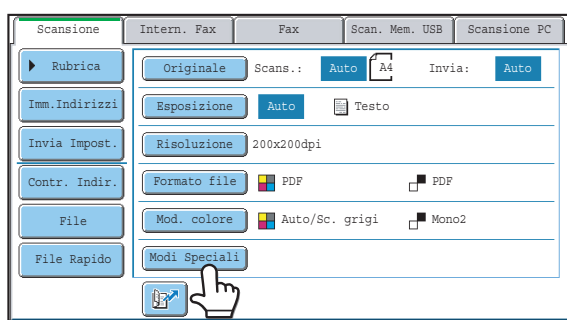 Scansione Intern. Fax Fax Scan. Mem. USB Scansione PC
Rubrica Originale Scans.: Auto A4 Invia: Auto
Imm.Indirizzi Esposizione Auto Testo
Invia Impost. Risoluzione 200x200dpi
Contr. Indir. Formato file PDF PDF
File Mod. colore Auto/Sc. grigi Mono2
File Rapido Modi Speciali